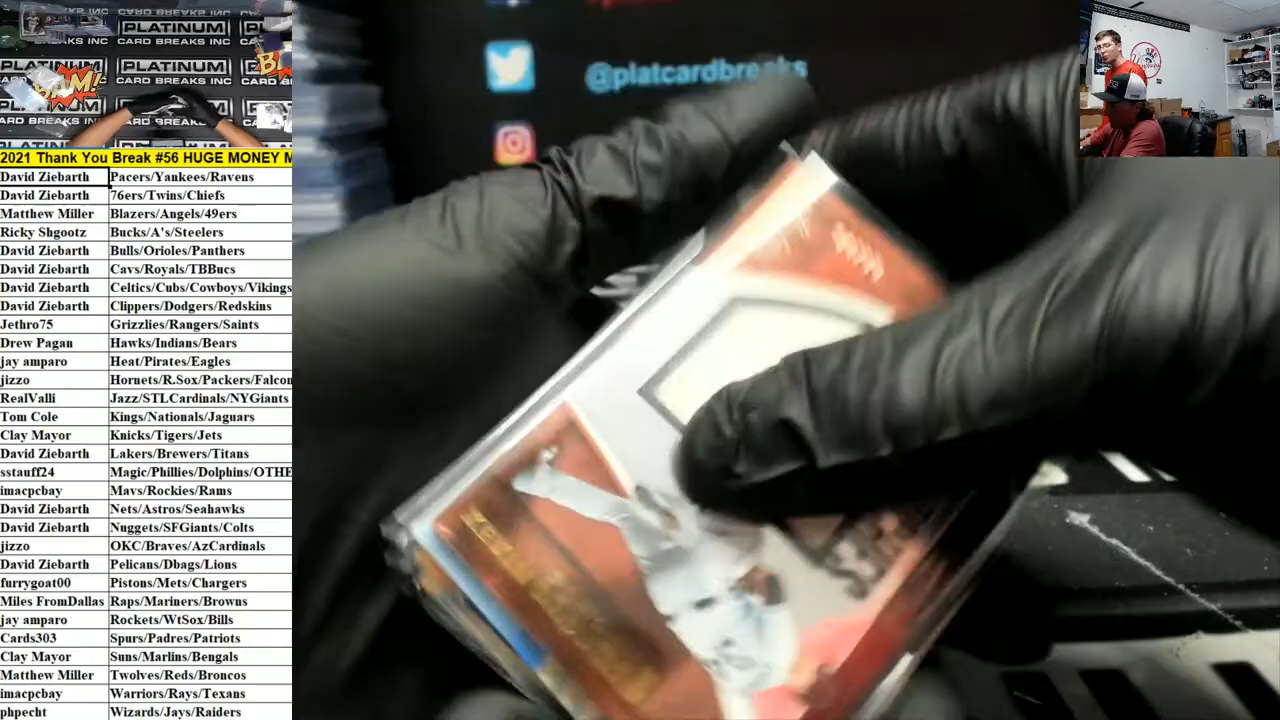 PLATINUM
CARD BREAKS INC
BAM!
@platcardbreaks
2021 Thank You Break #56 HUGE MONEY M
David Ziebarth Pacers/Yankees/Ravens
David Ziebarth 76ers/Twins/Chiefs
Matthew Miller Blazers/Angels/49ers
Ricky Shgootz Bucks/A's/Steelers
David Ziebarth Bulls/Orioles/Panthers
David Ziebarth Cavs/Royals/TBBucs
David Ziebarth Celtics/Cubs/Cowboys/Vikings
David Ziebarth Clippers/Dodgers/Redskins
Jethro75 Grizzlies/Rangers/Saints
Drew Pagan Hawks/Indians/Bears
jay amparo Heat/Pirates/Eagles
jizzo Hornets/R.Sox/Packers/Falcon
RealValli Jazz/STLCardinals/NYGiants
Tom Cole Kings/Nationals/Jaguars
Clay Mayor Knicks/Tigers/Jets
David Ziebarth Lakers/Brewers/Titans
sstauff24 Magic/Phillies/Dolphins/OTHE
imacpcbay Mavs/Rockies/Rams
David Ziebarth Nets/Astros/Seahawks
David Ziebarth Nuggets/SFGiants/Colts
jizzo OKC/Braves/AzCardinals
David Ziebarth Pelicans/Dbags/Lions
furrygoat00 Pistons/Mets/Chargers
Miles FromDallas Raps/Mariners/Browns
jay amparo Rockets/WtSox/Bills
Cards303 Spurs/Padres/Patriots
Clay Mayor Suns/Marlins/Bengals
Matthew Miller Twolves/Reds/Broncos
imacpcbay Warriors/Rays/Texans
phpecht Wizards/Jays/Raiders